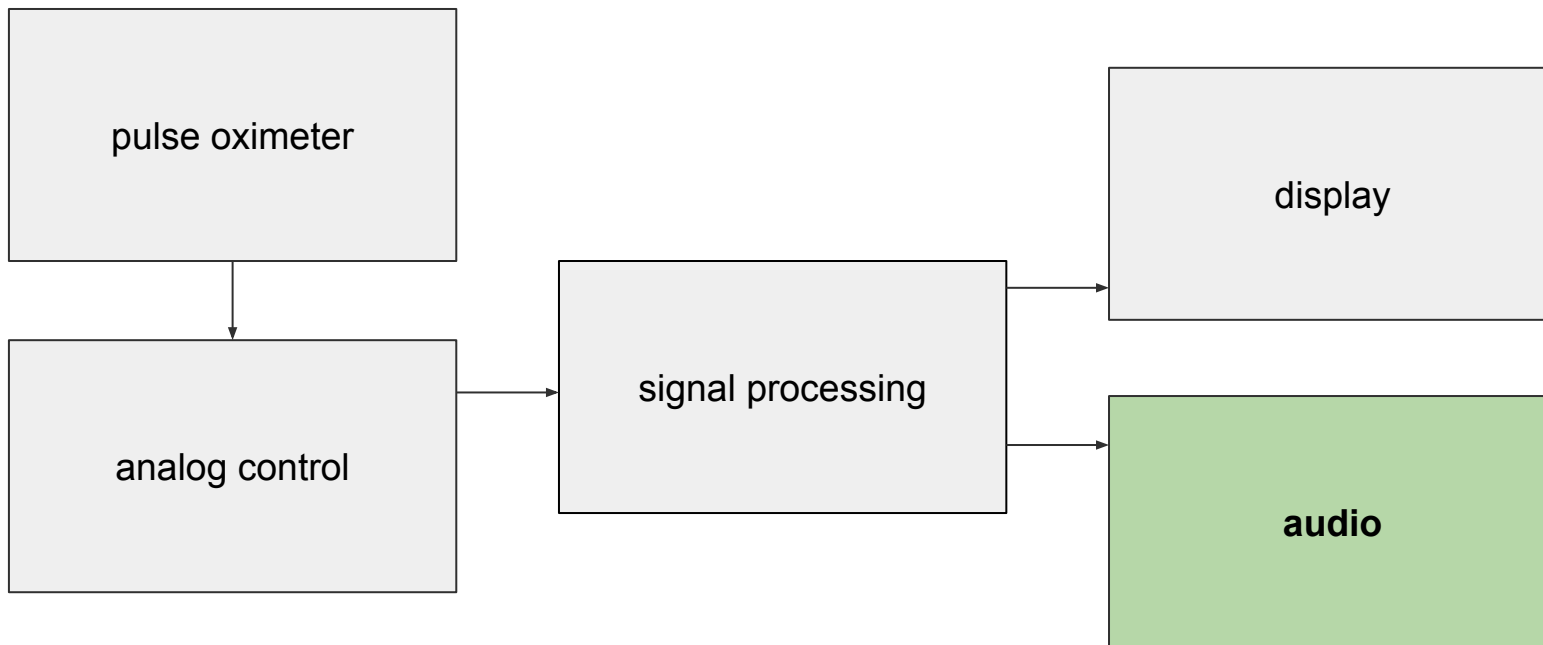 pulse oximeter
display
signal processing
analog control
audio